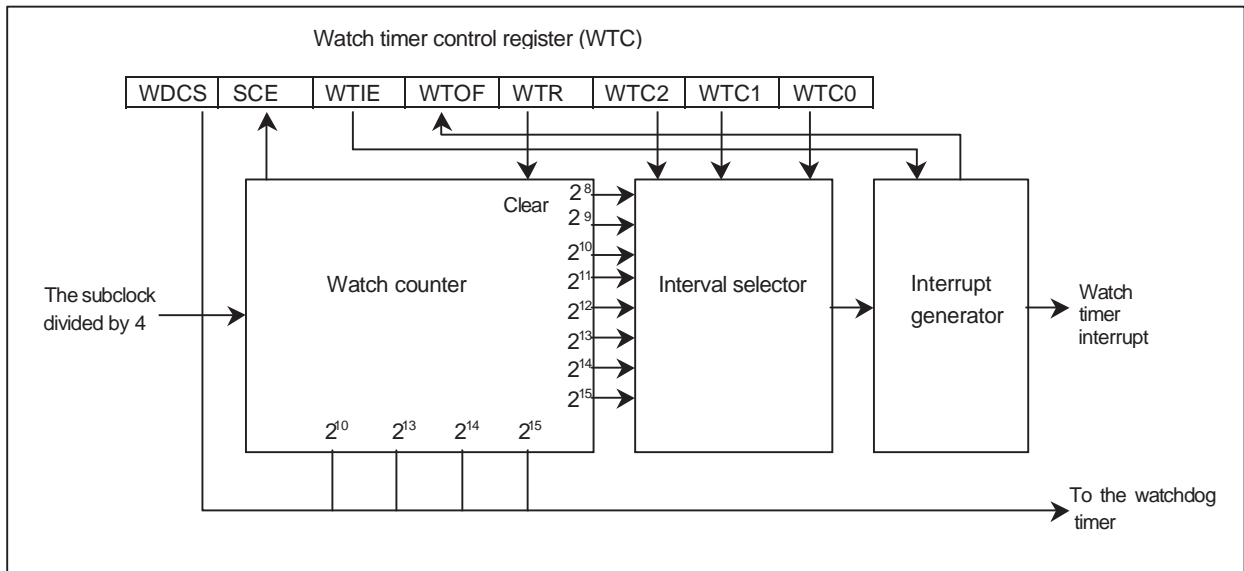 Watch timer control register (WTC)
WDCS SCE WTIE WTOF WTR WTC2 WTC1 WTC0
Clear
2⁸
2⁹
2¹⁰
2¹¹
2¹²
2¹³
2¹⁴
2¹⁵
Watch counter
Interval selector
Interrupt
generator
The subclock
divided by 4
Watch
timer
interrupt
2¹⁰ 2¹³ 2¹⁴ 2¹⁵
To the watchdog
timer